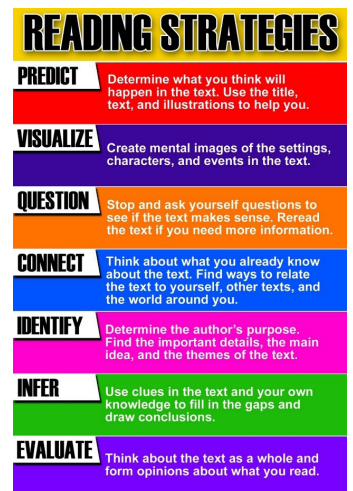 READING STRATEGIES
PREDICT
Determine what you think will
happen in the text. Use the title,
text, and illustrations to help you.
VISUALIZE
Create mental images of the settings,
characters, and events in the text.
QUESTION
Stop and ask yourself questions to
see if the text makes sense. Reread
the text if you need more information.
CONNECT
Think about what you already know
about the text. Find ways to relate
the text to yourself, other texts, and
the world around you.
IDENTIFY
Determine the author's purpose.
Find the important details, the main
idea, and the themes of the text.
INFER
Use clues in the text and your own
knowledge to fill in the gaps and
draw conclusions.
EVALUATE
Think about the text as a whole and
form opinions about what you read.